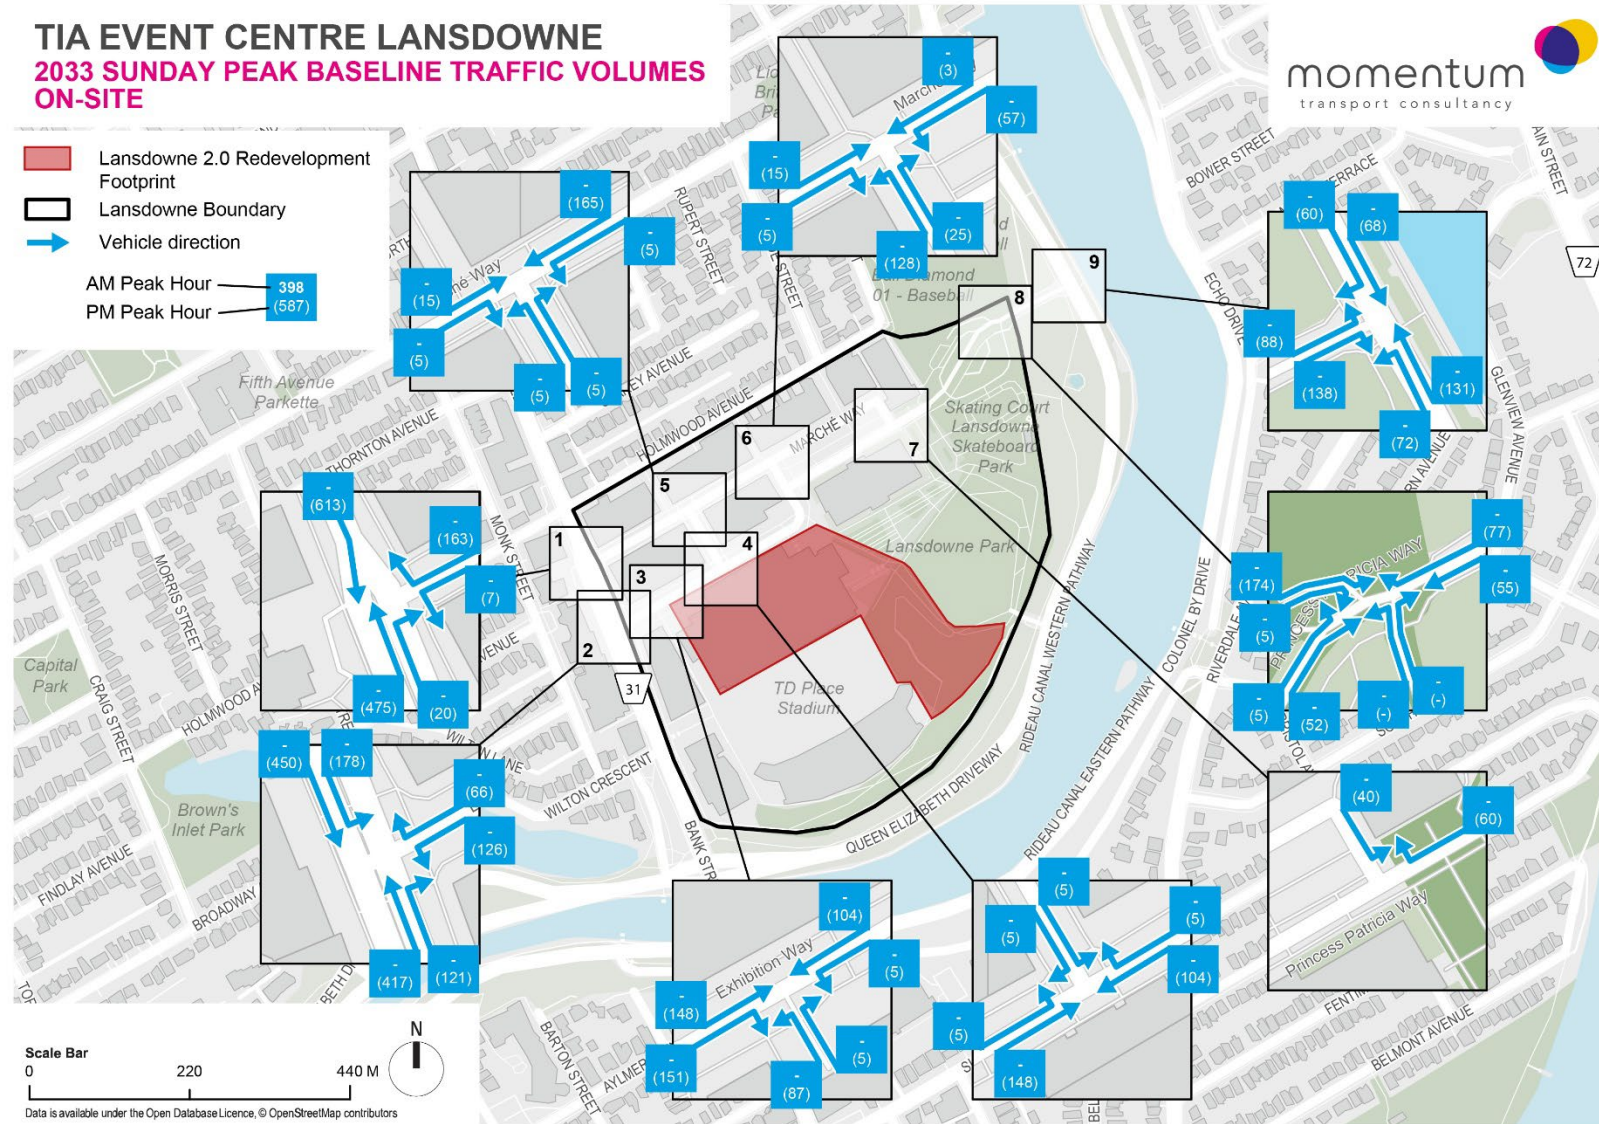 TIA EVENT CENTRE LANSDOWNE
2033 SUNDAY PEAK BASELINE TRAFFIC VOLUMES
ON-SITE
momentum
transport consultancy
Lansdowne 2.0 Redevelopment
Footprint
Lansdowne Boundary
Vehicle direction
AM Peak Hour
398
PM Peak Hour
(587)
-
(3)
-
(57)
-
(15)
-
(5)
-
(25)
-
(128)
-
(165)
-
(5)
-
(15)
-
(5)
-
(5)
-
(5)
-
(60)
-
(68)
-
(88)
-
(138)
-
(131)
-
(72)
-
(613)
-
(163)
-
(7)
-
(475)
-
(20)
-
(77)
-
(55)
-
(174)
-
(5)
-
(5)
-
(52)
-
(-)
-
(-)
-
(450)
-
(178)
-
(66)
-
(126)
-
(417)
-
(121)
-
(40)
-
(60)
-
(104)
-
(5)
-
(148)
-
(151)
-
(87)
-
(5)
-
(5)
-
(5)
-
(5)
-
(104)
-
(5)
-
(148)
1
2
3
4
5
6
7
8
9
31
72
BOWER STREET
RUPERT STREET
ECHO DRIVE
GLENVIEW AVENUE
01 - Baseball
Fifth Avenue
Parkette
THORNTON AVENUE
HOLMWOOD AVENUE
MARCHÉ WAY
Skating Court
Lansdowne
Skateboard
Park
Lansdowne Park
TD Place
Stadium
MONK STREET
MORRIS STREET
CRAIG STREET
Capital
Park
Brown's
Inlet Park
FINDLAY AVENUE
BROADWAY
WILTON CRESCENT
QUEEN ELIZABETH DRIVEWAY
RIDEAU CANAL WESTERN PATHWAY
RIDEAU CANAL EASTERN PATHWAY
COLONEL BY DRIVE
Exhibition Way
Princess Patricia Way
BARTON STREET
BELMONT AVENUE
N
Scale Bar
0
220
440 M
Data is available under the Open Database Licence, © OpenStreetMap contributors